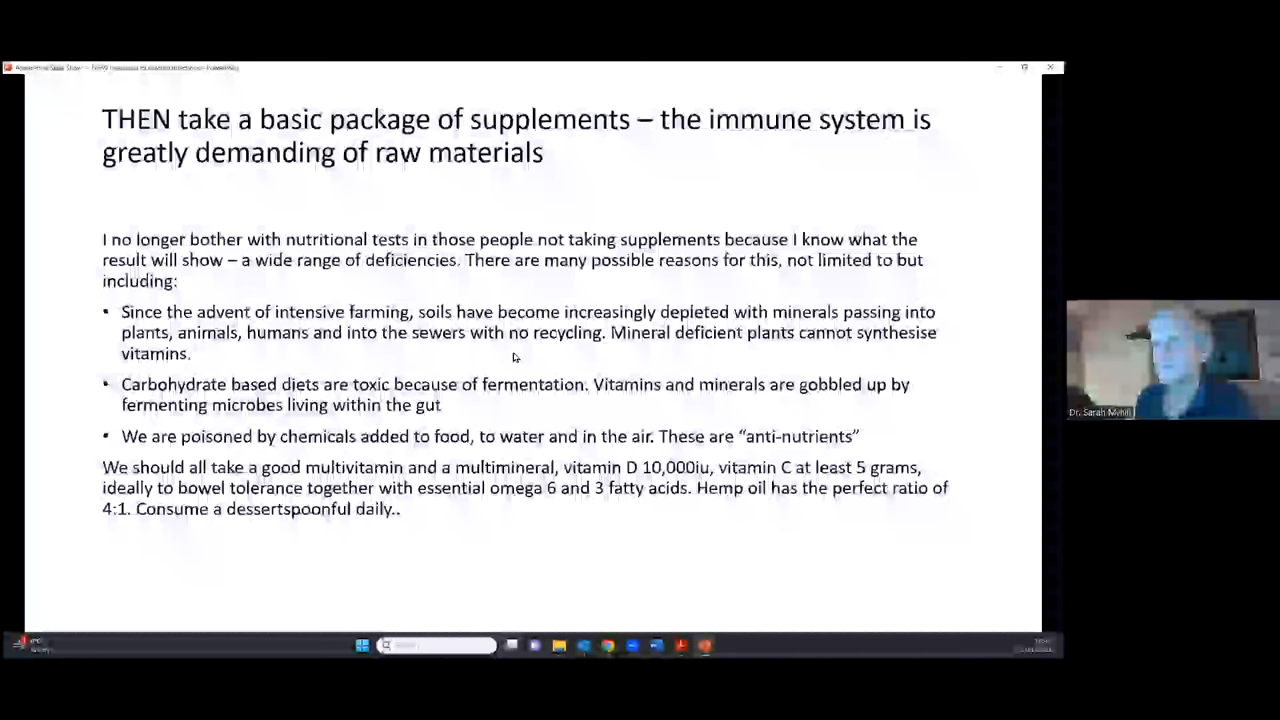 THEN take a basic package of supplements – the immune system is
greatly demanding of raw materials
I no longer bother with nutritional tests in those people not taking supplements because I know what the
result will show – a wide range of deficiencies. There are many possible reasons for this, not limited to but
including:
• Since the advent of intensive farming, soils have become increasingly depleted with minerals passing into
plants, animals, humans and into the sewers with no recycling. Mineral deficient plants cannot synthesise
vitamins.
• Carbohydrate based diets are toxic because of fermentation. Vitamins and minerals are gobbled up by
fermenting microbes living within the gut
• We are poisoned by chemicals added to food, to water and in the air. These are “anti-nutrients”
We should all take a good multivitamin and a multimineral, vitamin D 10,000iu, vitamin C at least 5 grams,
ideally to bowel tolerance together with essential omega 6 and 3 fatty acids. Hemp oil has the perfect ratio of
4:1. Consume a dessertspoonful daily..
Dr. Sarah Myhill